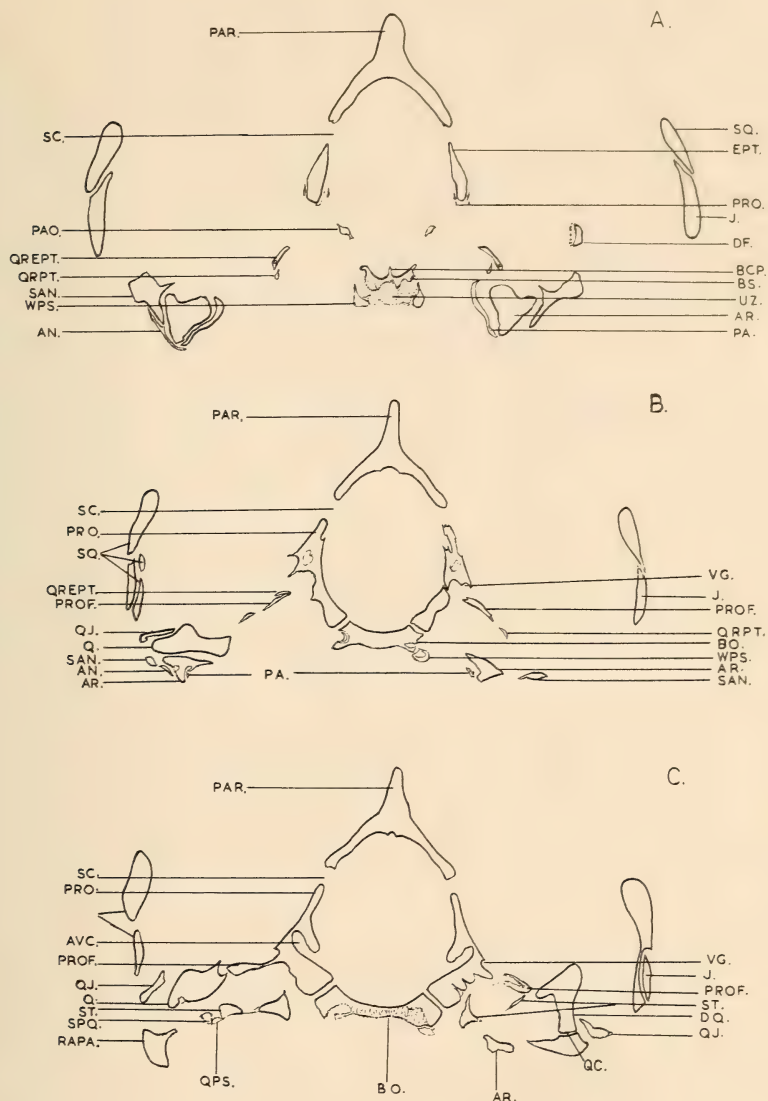 A.
PAR.
SC.
SQ.
EPT.
PRO.
J.
PAO.
DF.
QREPT.
QRPT.
BCP.
SAN.
BS.
WPS.
UZ.
AN.
AR.
PA.
B.
PAR.
SC.
PRO.
SQ.
VG.
QREPT.
J.
PROF.
PROF.
QJ.
QRPT.
Q.
BO.
SAN.
WPS.
AN.
PA.
AR.
AR.
SAN.
C.
PAR.
SC.
PRO.
AVC.
PROF.
VG.
J.
QJ.
PROF.
Q.
ST.
ST.
DQ.
SPQ.
QJ.
RAPA.
QC.
QPS.
BO.
AR.